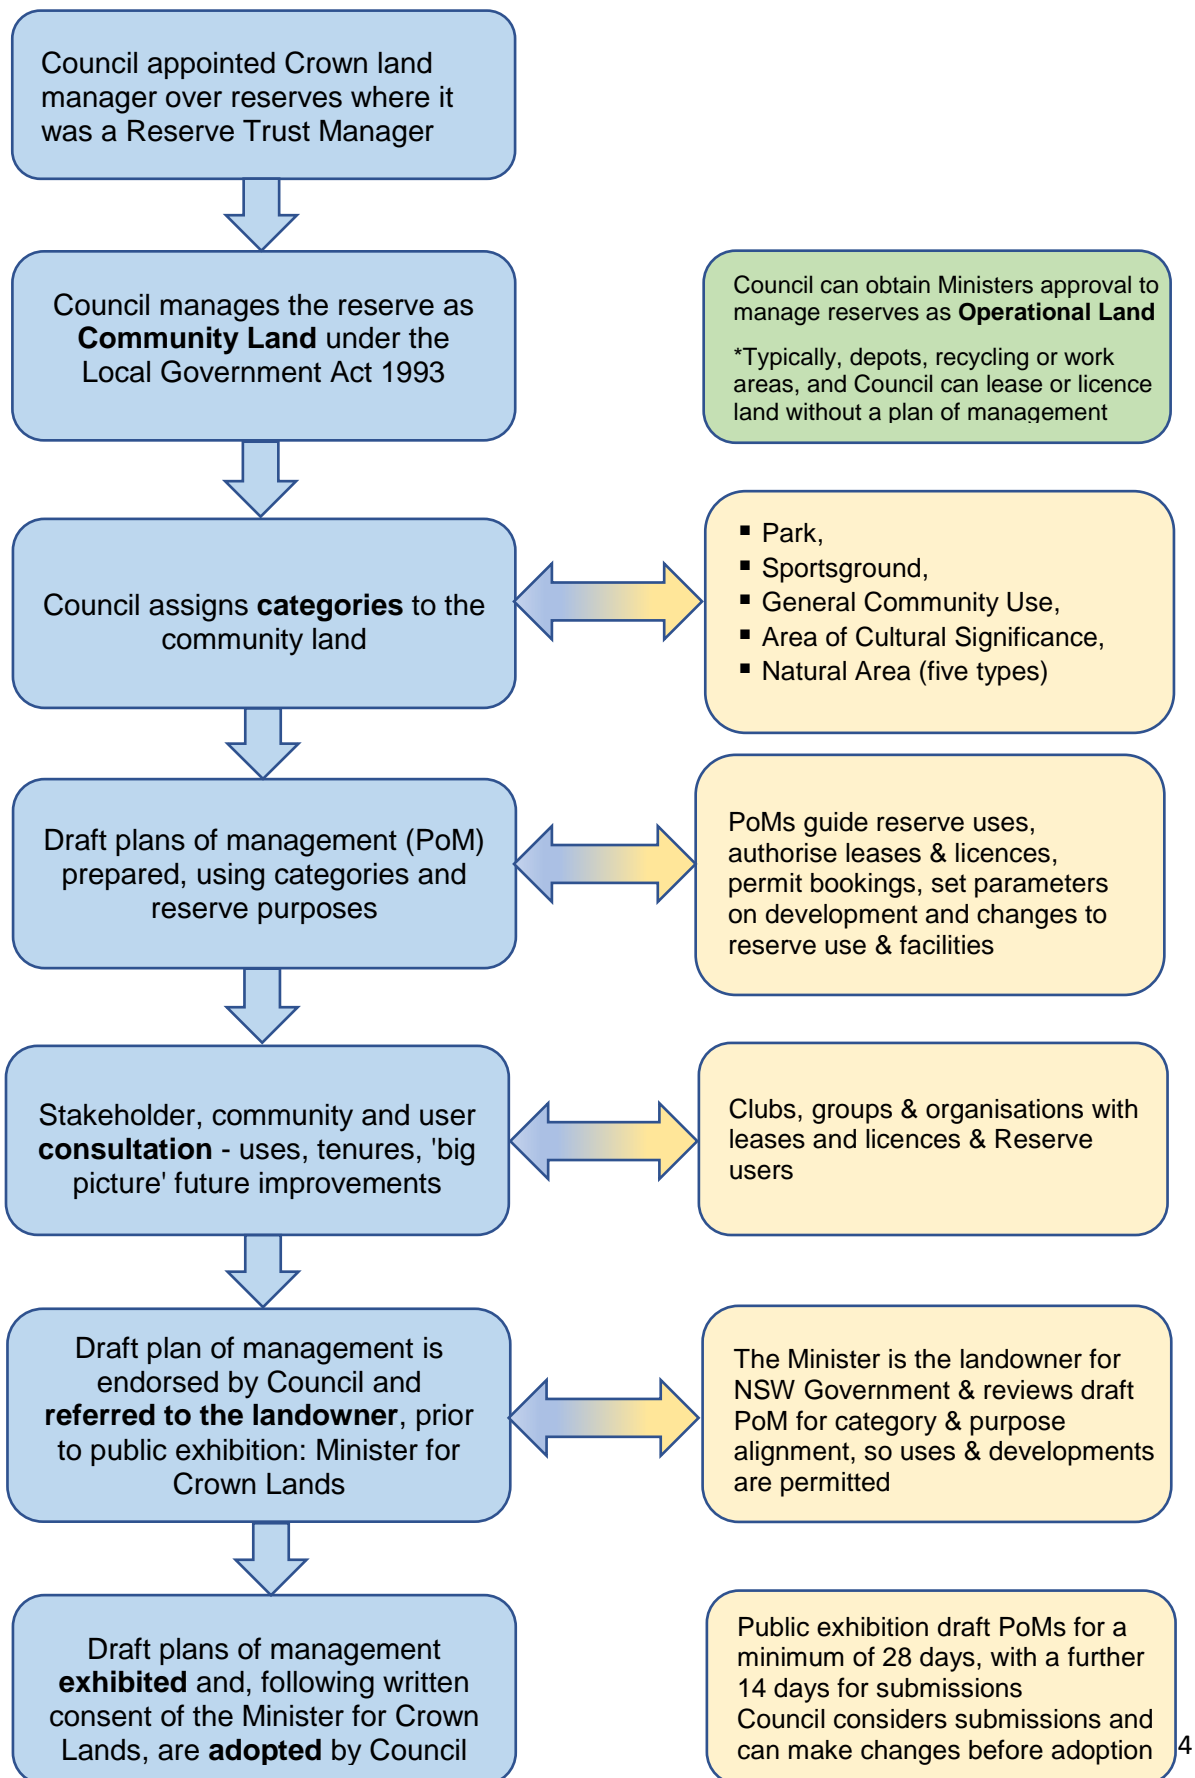 Council appointed Crown land
manager over reserves where it
was a Reserve Trust Manager
Council manages the reserve as
Community Land under the
Local Government Act 1993
Council can obtain Ministers approval to
manage reserves as Operational Land
*Typically, depots, recycling or work
areas, and Council can lease or licence
land without a plan of management
Council assigns categories to the
community land
▪ Park,
▪ Sportsground,
▪ General Community Use,
▪ Area of Cultural Significance,
▪ Natural Area (five types)
Draft plans of management (PoM)
prepared, using categories and
reserve purposes
PoMs guide reserve uses,
authorise leases & licences,
permit bookings, set parameters
on development and changes to
reserve use & facilities
Stakeholder, community and user
consultation - uses, tenures, 'big
picture' future improvements
Clubs, groups & organisations with
leases and licences & Reserve
users
Draft plan of management is
endorsed by Council and
referred to the landowner, prior
to public exhibition: Minister for
Crown Lands
The Minister is the landowner for
NSW Government & reviews draft
PoM for category & purpose
alignment, so uses & developments
are permitted
Draft plans of management
exhibited and, following written
consent of the Minister for Crown
Lands, are adopted by Council
Public exhibition draft PoMs for a
minimum of 28 days, with a further
14 days for submissions
Council considers submissions and
can make changes before adoption
4